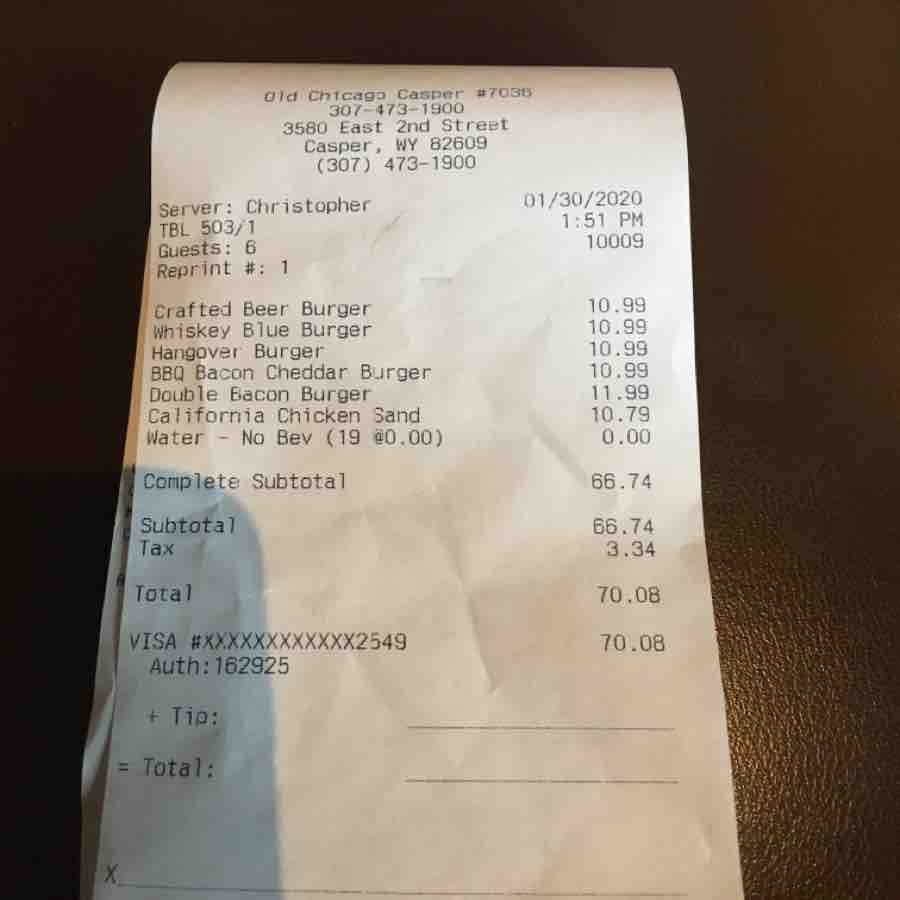 Old Chicago Casper #7036
307-473-1900
3580 East 2nd Street
Casper, WY 82609
(307) 473-1900
Server: Christopher 01/30/2020
TBL 503/1 1:51 PM
Guests: 6 10009
Reprint #: 1
Crafted Beer Burger 10.99
Whiskey Blue Burger 10.99
Hangover Burger 10.99
BBQ Bacon Cheddar Burger 10.99
Double Bacon Burger 11.99
California Chicken Sand 10.79
Water - No Bev (19 @0.00) 0.00
Complete Subtotal 66.74
Subtotal 66.74
Tax 3.34
Total 70.08
VISA #XXXXXXXXXXXX2549 70.08
Auth:162925
+ Tip:
= Total:
X